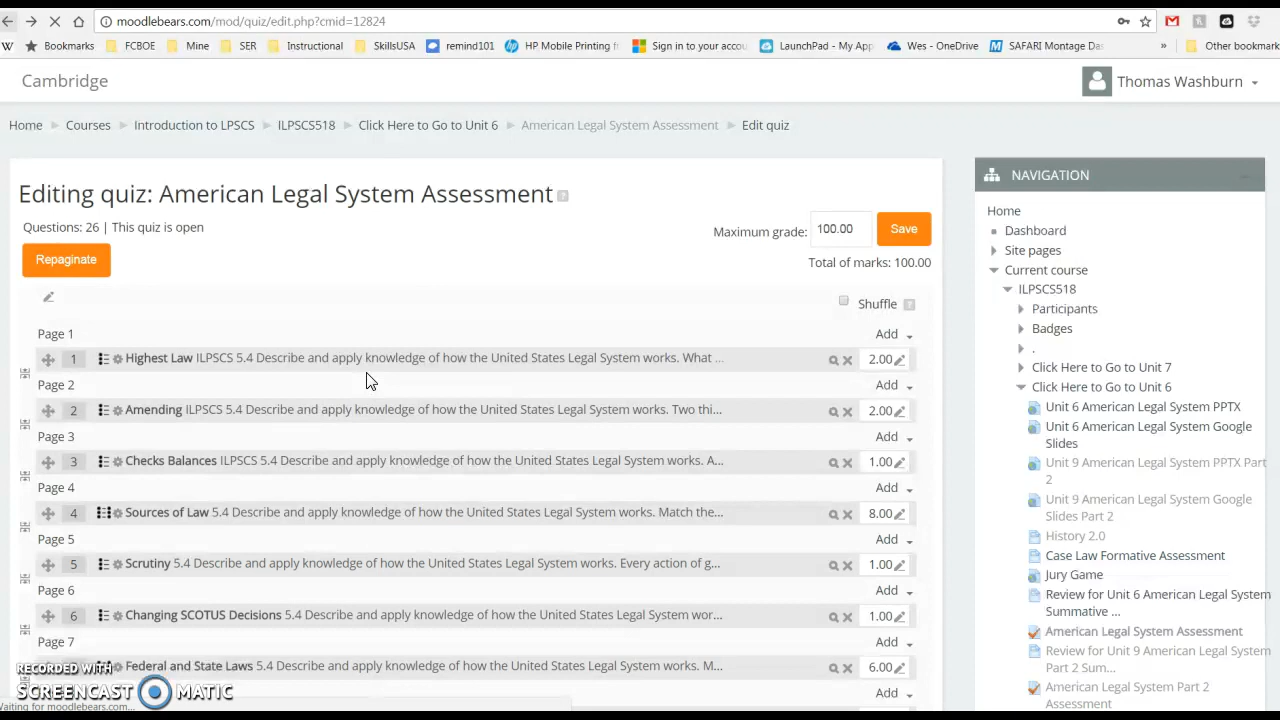 moodlebears.com/mod/quiz/edit.php?cmid=12824
W Bookmarks FCBOE Mine SER Instructional SkillsUSA remind101 HP Mobile Printing f Sign in to your accou LaunchPad - My App Wes - OneDrive SAFARI Montage Das » Other bookmark
Cambridge
Thomas Washburn
Home Courses Introduction to LPSCS ILPSCS518 Click Here to Go to Unit 6 American Legal System Assessment Edit quiz
Editing quiz: American Legal System Assessment ?
Questions: 26 | This quiz is open
Maximum grade: 100.00 Save
Repaginate
Total of marks: 100.00
Shuffle ?
Page 1 Add
1 Highest Law ILPSCS 5.4 Describe and apply knowledge of how the United States Legal System works. What ... 2.00
Page 2 Add
2 Amending ILPSCS 5.4 Describe and apply knowledge of how the United States Legal System works. Two thi... 2.00
Page 3 Add
3 Checks Balances ILPSCS 5.4 Describe and apply knowledge of how the United States Legal System works. A... 1.00
Page 4 Add
4 Sources of Law 5.4 Describe and apply knowledge of how the United States Legal System works. Match the... 8.00
Page 5 Add
5 Scrutiny 5.4 Describe and apply knowledge of how the United States Legal System works. Every action of g... 1.00
Page 6 Add
6 Changing SCOTUS Decisions 5.4 Describe and apply knowledge of how the United States Legal System wor... 1.00
Page 7 Add
Federal and State Laws 5.4 Describe and apply knowledge of how the United States Legal System works. M... 6.00
Add
RECORDED WITH
SCREENCAST MATIC
Waiting for moodlebears.com...
NAVIGATION
Home
Dashboard
Site pages
Current course
ILPSCS518
Participants
Badges
.
Click Here to Go to Unit 7
Click Here to Go to Unit 6
Unit 6 American Legal System PPTX
Unit 6 American Legal System Google
Slides
Unit 9 American Legal System PPTX Part
2
Unit 9 American Legal System Google
Slides Part 2
History 2.0
Case Law Formative Assessment
Jury Game
Review for Unit 6 American Legal System
Summative ...
American Legal System Assessment
Review for Unit 9 American Legal System
Part 2 Sum...
American Legal System Part 2
Assessment